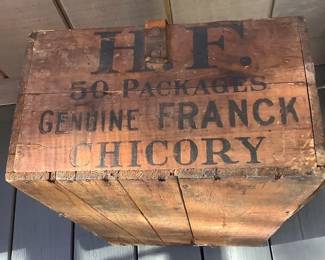 H.F.
50 PACKAGES
GENUINE FRANCK
CHICORY